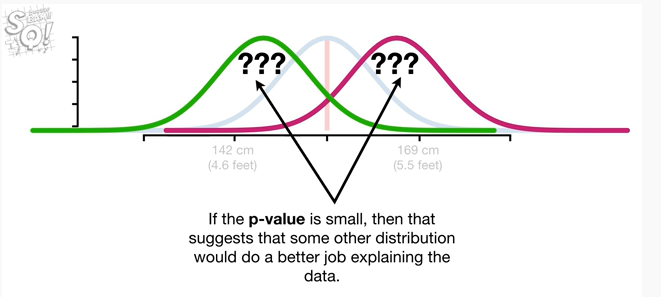 SQ!
??? ???
142 cm 169 cm
(4.6 feet) (5.5 feet)
If the p-value is small, then that
suggests that some other distribution
would do a better job explaining the
data.